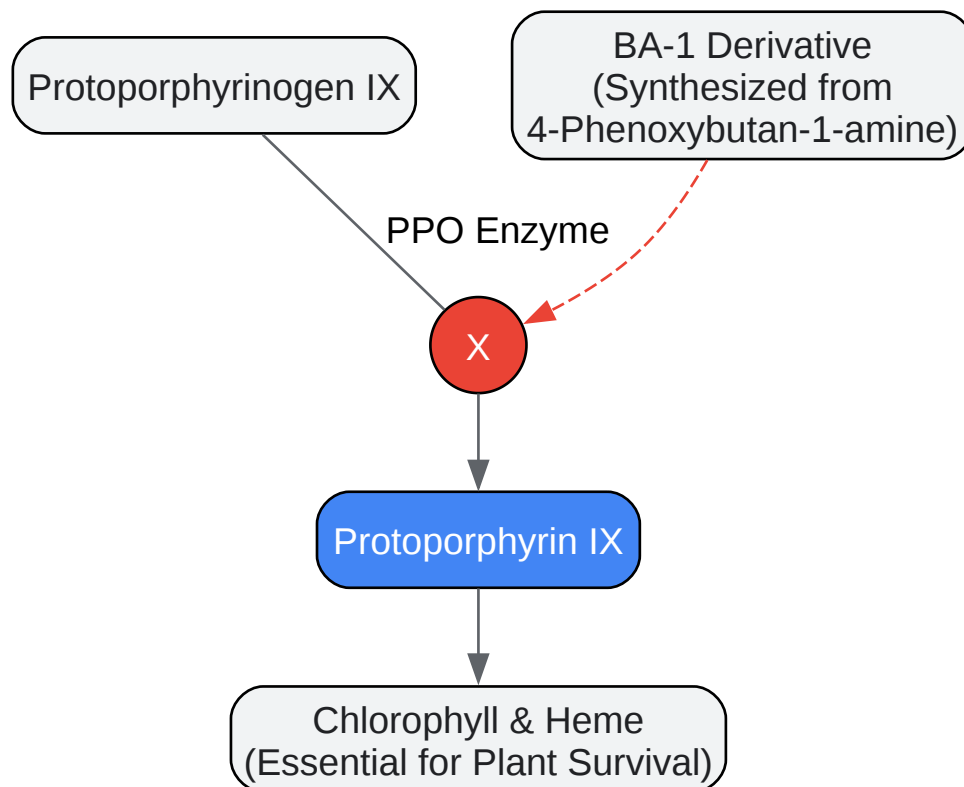 Protoporphyrinogen IX
BA-1 Derivative
(Synthesized from
4-Phenoxybutan-1-amine)
PPO Enzyme
X
Protoporphyrin IX
Chlorophyll & Heme
(Essential for Plant Survival)